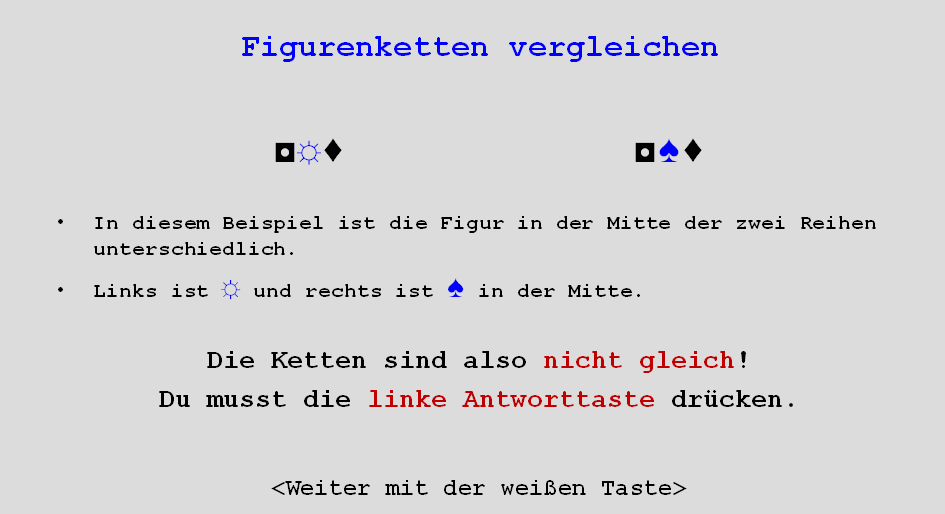 Figurenketten vergleichen
◘☼♦ ◘♠♦
• In diesem Beispiel ist die Figur in der Mitte der zwei Reihen
unterschiedlich.
• Links ist ☼ und rechts ist ♠ in der Mitte.
Die Ketten sind also nicht gleich!
Du musst die linke Antworttaste drücken.
<Weiter mit der weißen Taste>